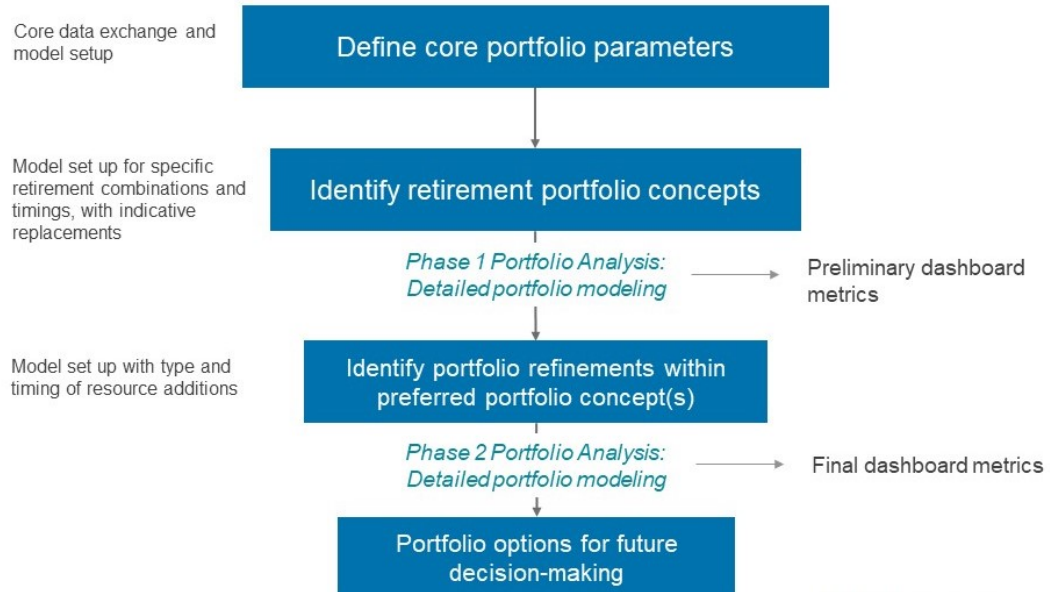 Core data exchange and
model setup
Define core portfolio parameters
Model set up for specific
retirement combinations and
timings, with indicative
replacements
Identify retirement portfolio concepts
Phase 1 Portfolio Analysis:
Detailed portfolio modeling
Preliminary dashboard
metrics
Model set up with type and
timing of resource additions
Identify portfolio refinements within
preferred portfolio concept(s)
Phase 2 Portfolio Analysis:
Detailed portfolio modeling
Final dashboard metrics
Portfolio options for future
decision-making